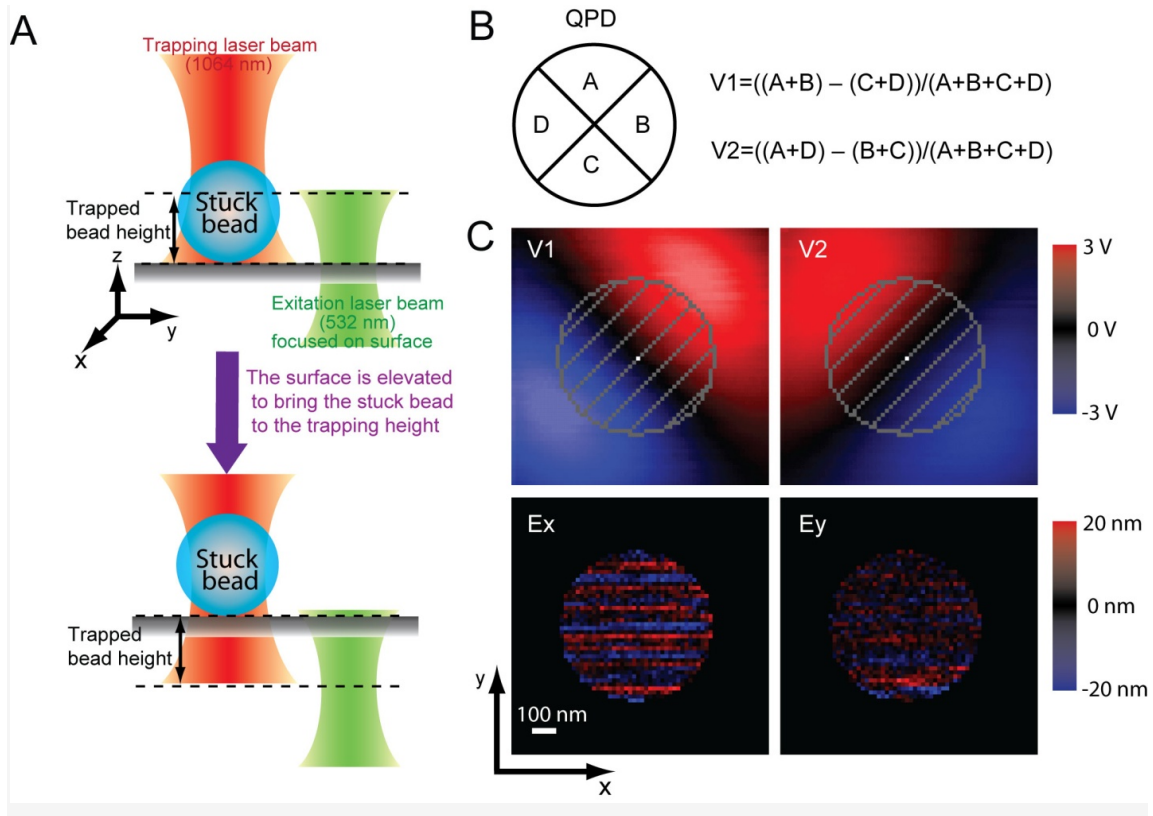 A
Trapping laser beam
(1064 nm)
Stuck
bead
Trapped
bead height
z
y
x
Exitation laser beam
(532 nm)
focused on surface
The surface is elevated
to bring the stuck bead
to the trapping height
Stuck
bead
Trapped
bead height
B
QPD
A
D
B
C
V1=((A+B) – (C+D))/(A+B+C+D)
V2=((A+D) – (B+C))/(A+B+C+D)
C
V1
V2
3 V
0 V
-3 V
Ex
Ey
20 nm
0 nm
-20 nm
y
100 nm
x